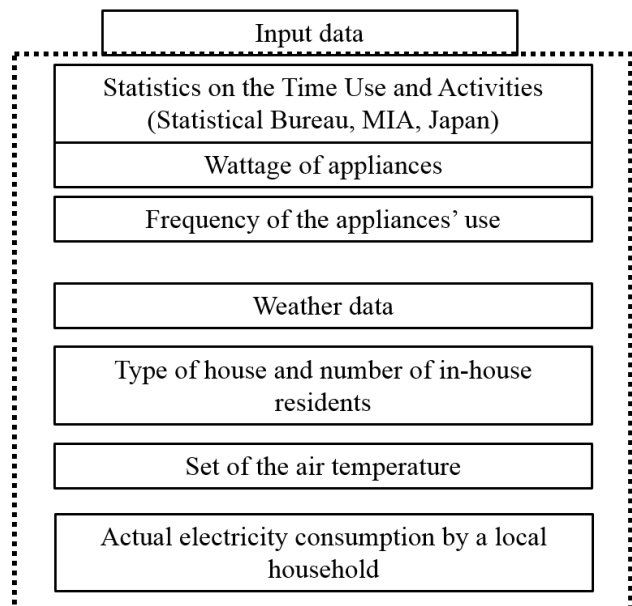 Input data
Statistics on the Time Use and Activities
(Statistical Bureau, MIA, Japan)
Wattage of appliances
Frequency of the appliances’ use
Weather data
Type of house and number of in-house
residents
Set of the air temperature
Actual electricity consumption by a local
household